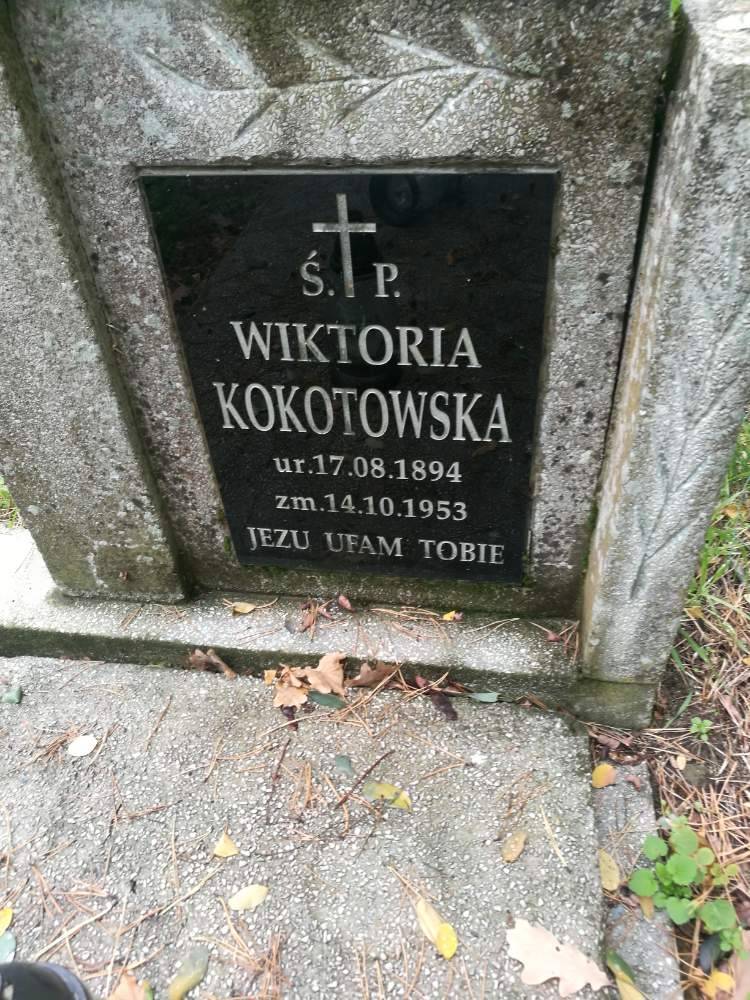 Ś. P.
WIKTORIA
KOKOTOWSKA
ur.17.08.1894
zm.14.10.1953
JEZU UFAM TOBIE